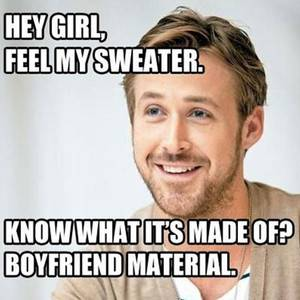 HEY GIRL,
FEEL MY SWEATER.
KNOW WHAT IT'S MADE OF?
BOYFRIEND MATERIAL.